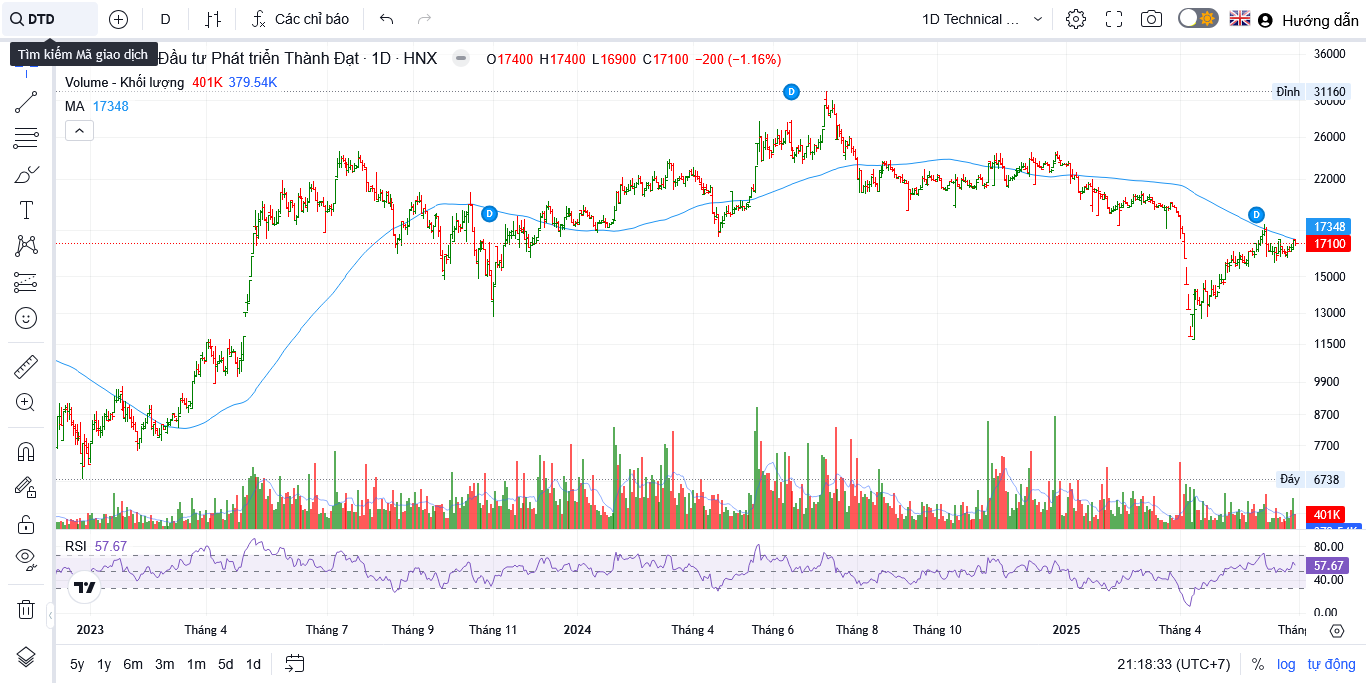 DTD
D
Các chỉ báo
1D Technical ...
Hướng dẫn
Tìm kiếm Mã giao dịch
Đầu tư Phát triển Thành Đạt · 1D · HNX
O17400 H17400 L16900 C17100 −200 (−1.16%)
Volume - Khối lượng 401K 379.54K
MA 17348
D
D
D
36000
Đỉnh 31160
30000
26000
22000
17348
17100
15000
13000
11500
9900
8700
7700
Đáy 6738
401K
RSI 57.67
80.00
57.67
40.00
0.00
2023 Tháng 4 Tháng 7 Tháng 9 Tháng 11 2024 Tháng 4 Tháng 6 Tháng 8 Tháng 10 2025 Tháng 4 Thán
5y 1y 6m 3m 1m 5d 1d
21:18:33 (UTC+7) % log tự động